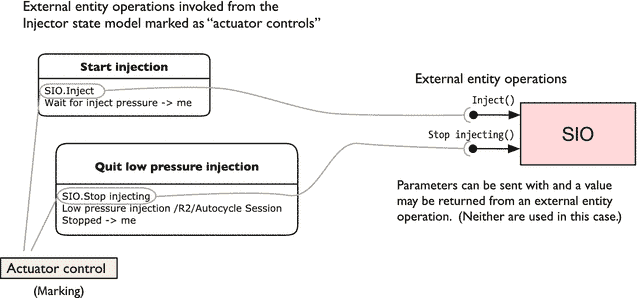 External entity operations invoked from the
Injector state model marked as “actuator controls”
Start injection
SIO.Inject
Wait for inject pressure -> me
External entity operations
Inject()
Stop injecting()
SIO
Quit low pressure injection
SIO.Stop injecting
Low pressure injection /R2/Autocycle Session
Stopped -> me
Parameters can be sent with and a value
may be returned from an external entity
operation.  (Neither are used in this case.)
Actuator control
(Marking)